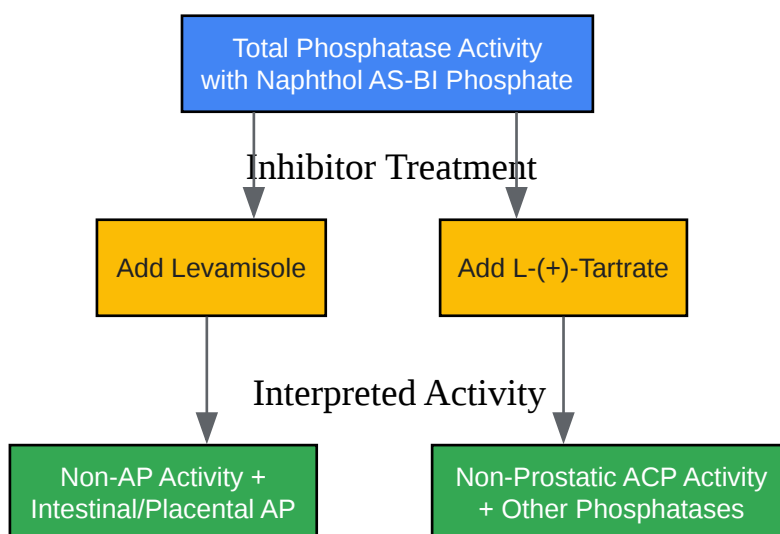 Total Phosphatase Activity
with Naphthol AS-BI Phosphate
Inhibitor Treatment
Add Levamisole
Add L-(+)-Tartrate
Interpreted Activity
Non-AP Activity +
Intestinal/Placental AP
Non-Prostatic ACP Activity
+ Other Phosphatases